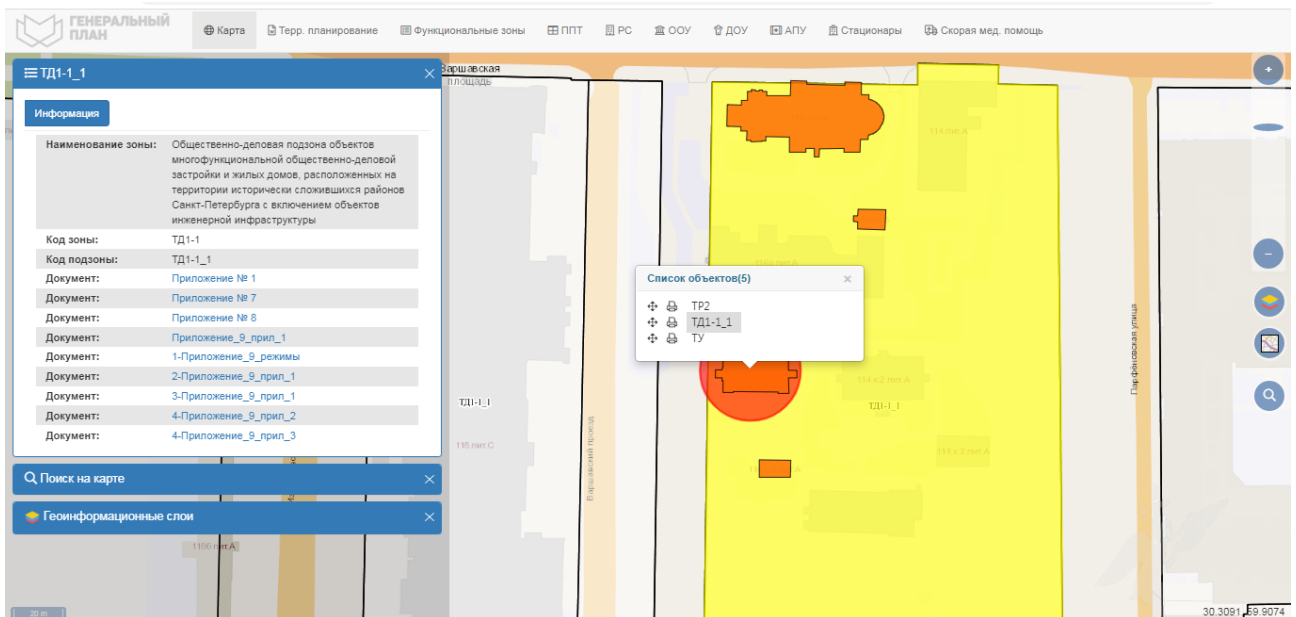 ГЕНЕРАЛЬНЫЙ
ПЛАН
Карта
Терр. планирование
Функциональные зоны
ППТ
РС
ООУ
ДОУ
АПУ
Стационары
Скорая мед. помощь
ТД1-1_1
Информация
Наименование зоны: Общественно-деловая подзона объектов
многофункциональной общественно-деловой
застройки и жилых домов, расположенных на
территории исторически сложившихся районов
Санкт-Петербурга с включением объектов
инженерной инфраструктуры
Код зоны: ТД1-1
Код подзоны: ТД1-1_1
Документ: Приложение № 1
Документ: Приложение № 7
Документ: Приложение № 8
Документ: Приложение_9_прил_1
Документ: 1-Приложение_9_режимы
Документ: 2-Приложение_9_прил_1
Документ: 3-Приложение_9_прил_1
Документ: 4-Приложение_9_прил_2
Документ: 4-Приложение_9_прил_3
Поиск на карте
Геоинформационные слои
20 m
Варшавская
площадь
114 лит.А
Список объектов(5)
ТР2
ТД1-1_1
ТУ
114 к.2 лит.А
ТД1-1_1
ТД1-1_1
Варшавский проезд
Парфёновская улица
30.3091, 59.9074